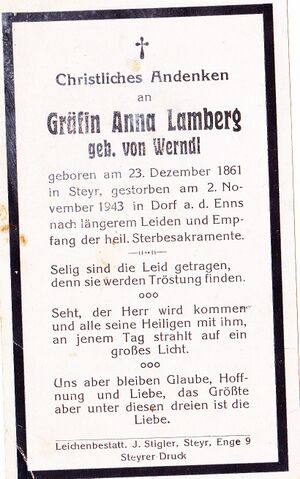 Christliches Andenken
an
Gräfin Anna Lamberg
geb. von Werndl
geboren am 23. Dezember 1861
in Steyr, gestorben am 2. No-
vember 1943 in Dorf a. d. Enns
nach längerem Leiden und Emp-
fang der heil. Sterbesakramente.
Selig sind die Leid getragen,
denn sie werden Tröstung finden.
Seht, der Herr wird kommen
und alle seine Heiligen mit ihm,
an jenem Tag strahlt auf ein
großes Licht.
Uns aber bleiben Glaube, Hoff-
nung und Liebe, das Größte
aber unter diesen dreien ist die
Liebe.
Leichenbestatt. J. Stigler, Steyr, Enge 9
Steyrer Druck